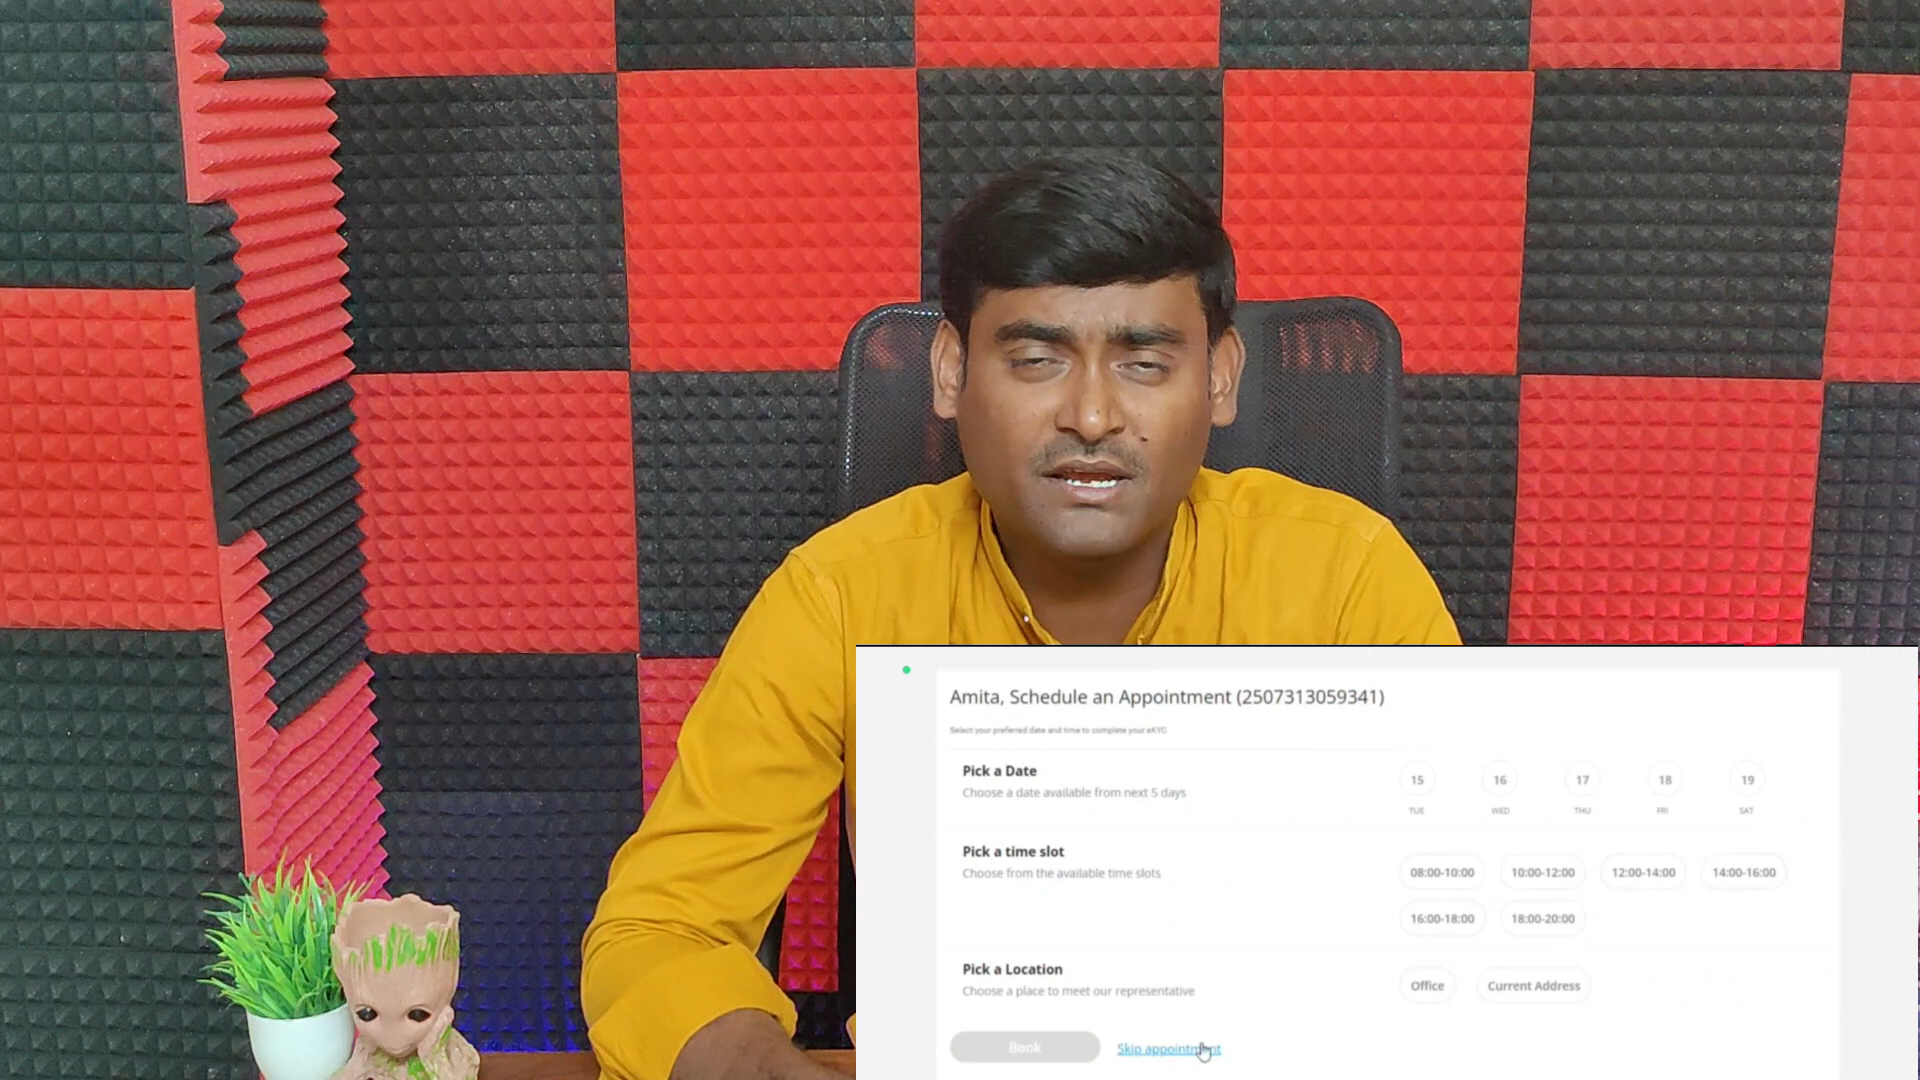 Amita, Schedule an Appointment (2507313059341)
Select your preferred date and time to complete your eKYC
Pick a Date
Choose a date available from next 5 days
15 16 17 18 19
TUE WED THU FRI SAT
Pick a time slot
Choose from the available time slots
08:00-10:00 10:00-12:00 12:00-14:00 14:00-16:00
16:00-18:00 18:00-20:00
Pick a Location
Choose a place to meet our representative
Office Current Address
Book Skip appointment